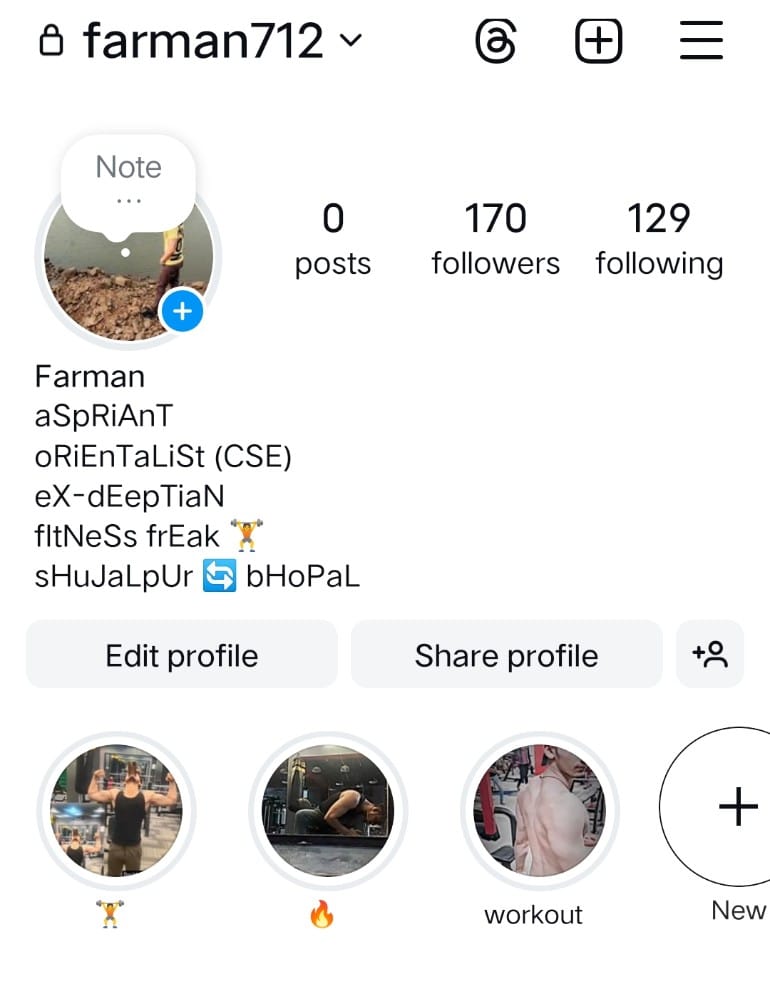 farman712
Note
...
0 170 129
posts followers following
Farman
aSpRiAnT
oRiEnTaLiSt (CSE)
eX-dEepTiaN
fItNeSs frEak 🏋️
sHuJaLpUr 🔄 bHoPaL
Edit profile Share profile
🏋️ 🔥 workout New